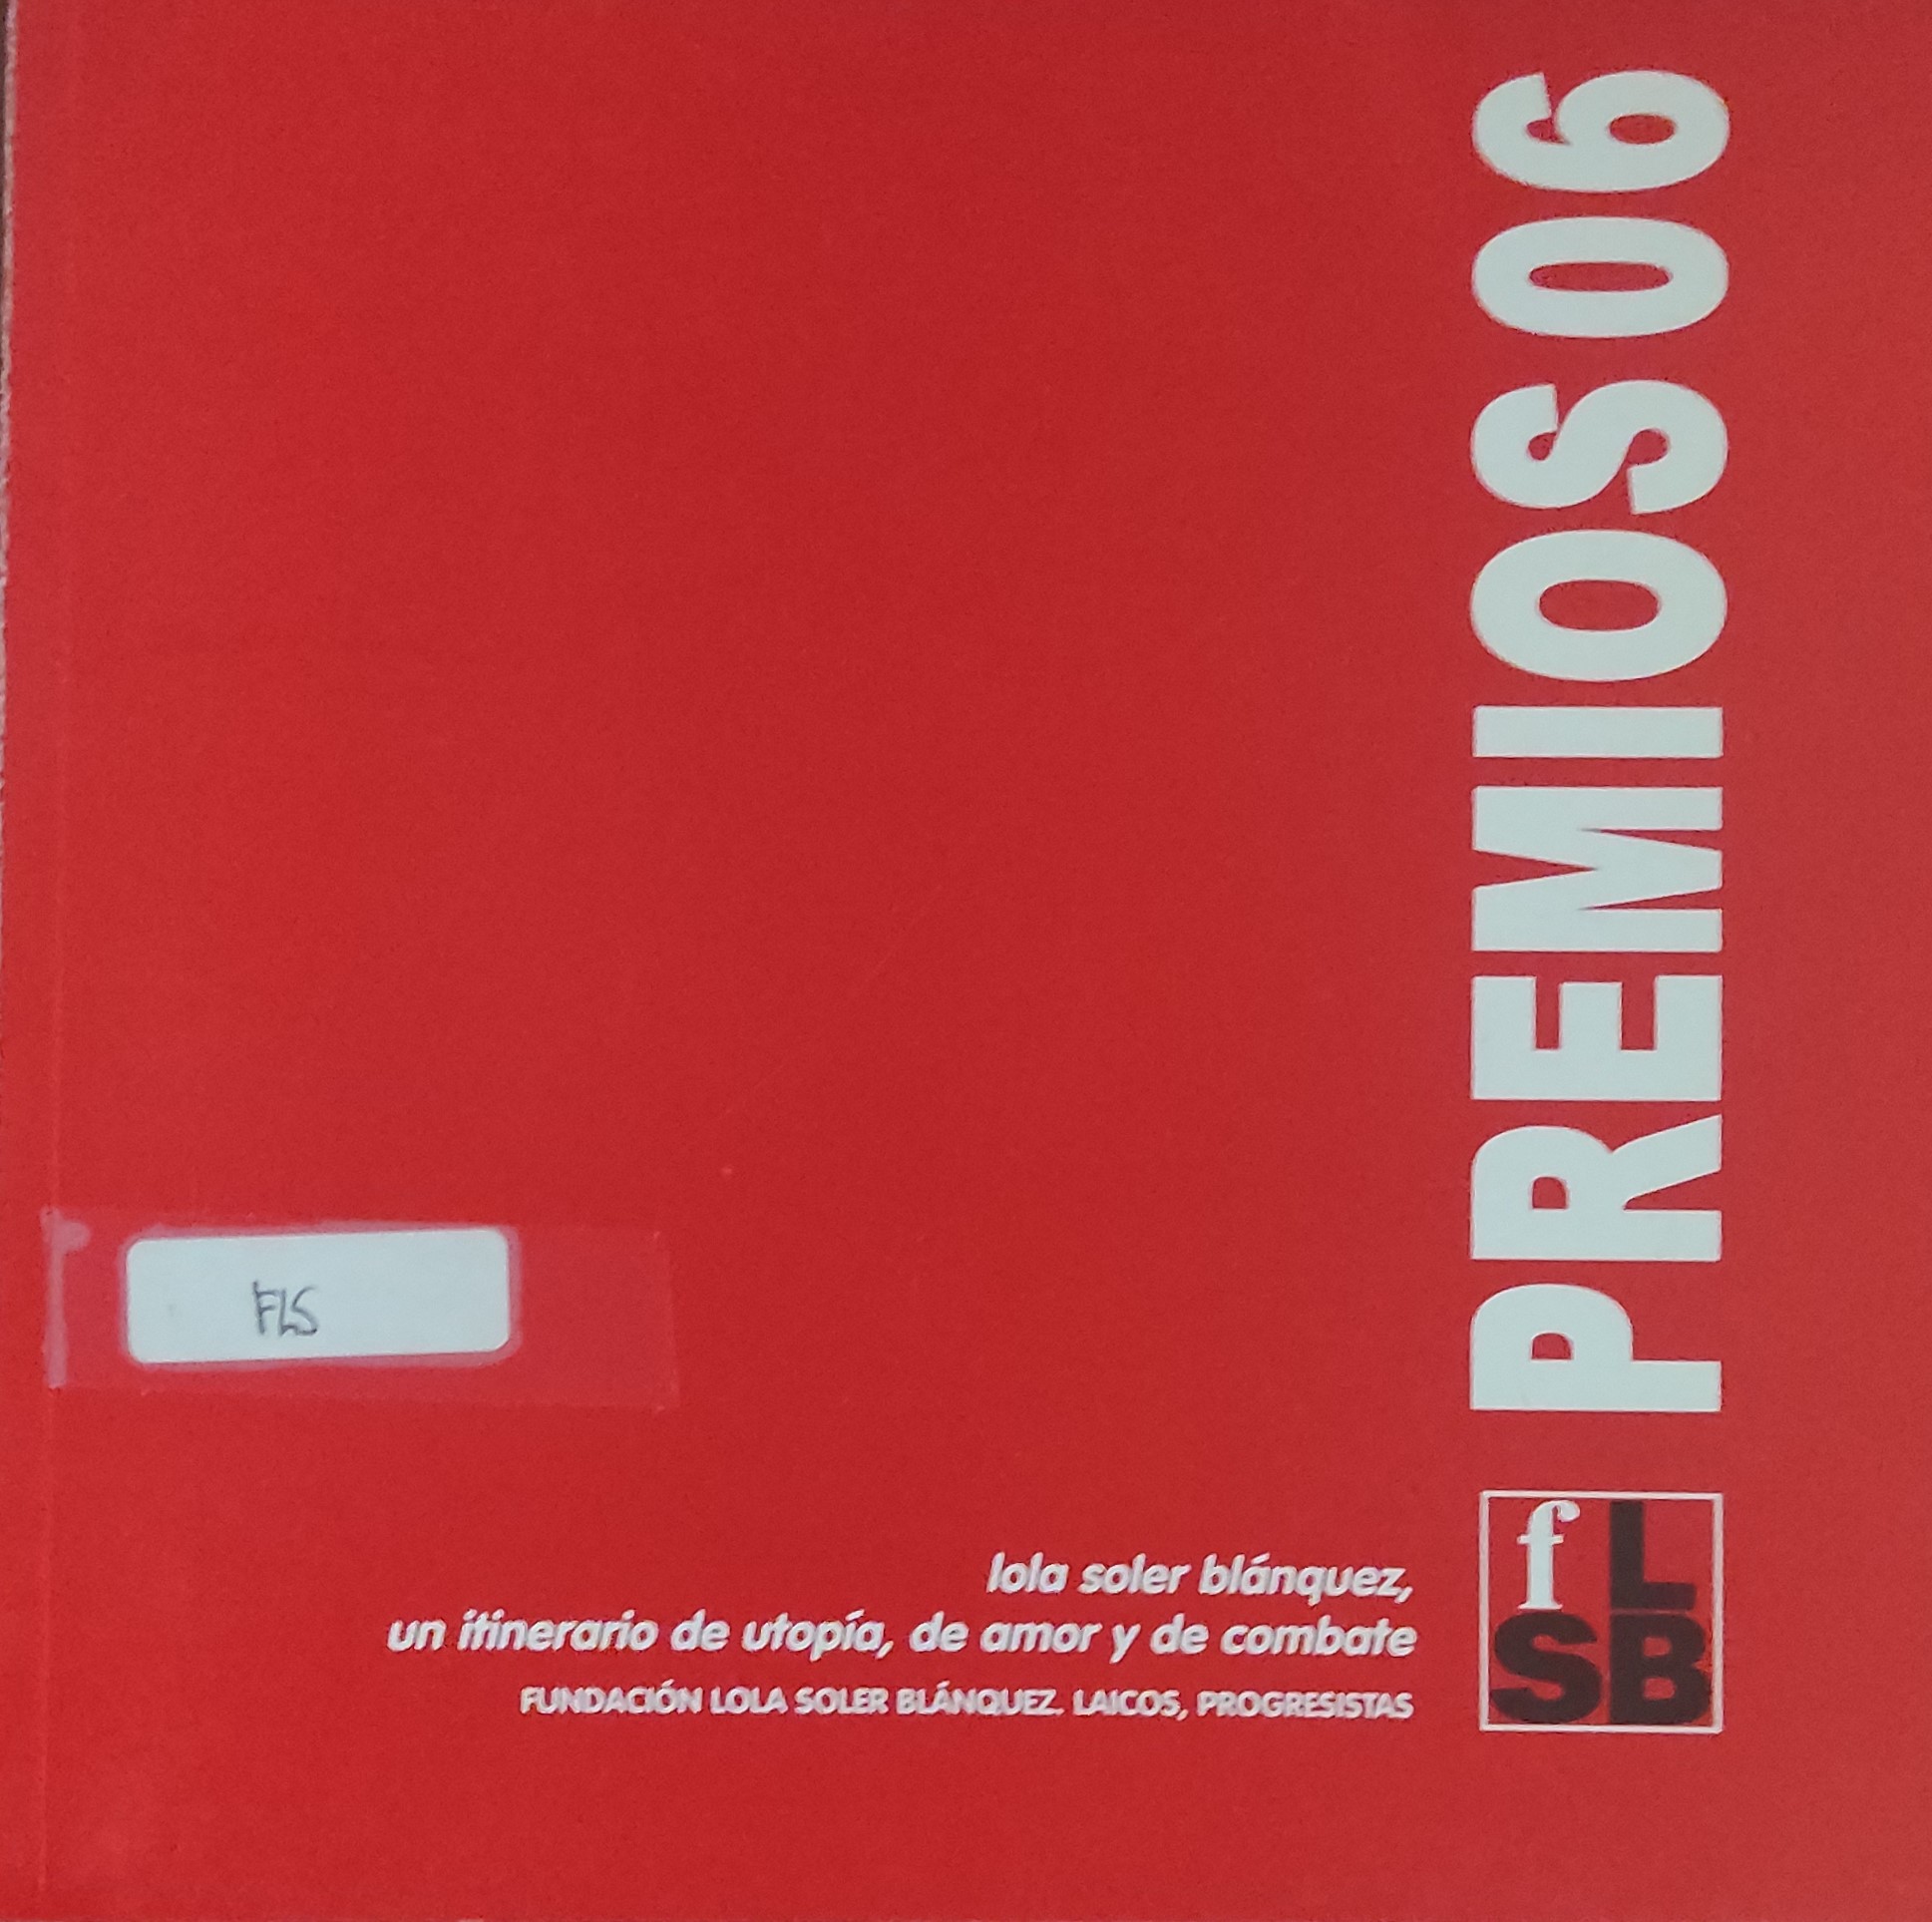 PREMIOS 06
FLS
lola soler blánquez,
un itinerario de utopía, de amor y de combate
FUNDACIÓN LOLA SOLER BLÁNQUEZ. LAICOS, PROGRESISTAS
f L
SB